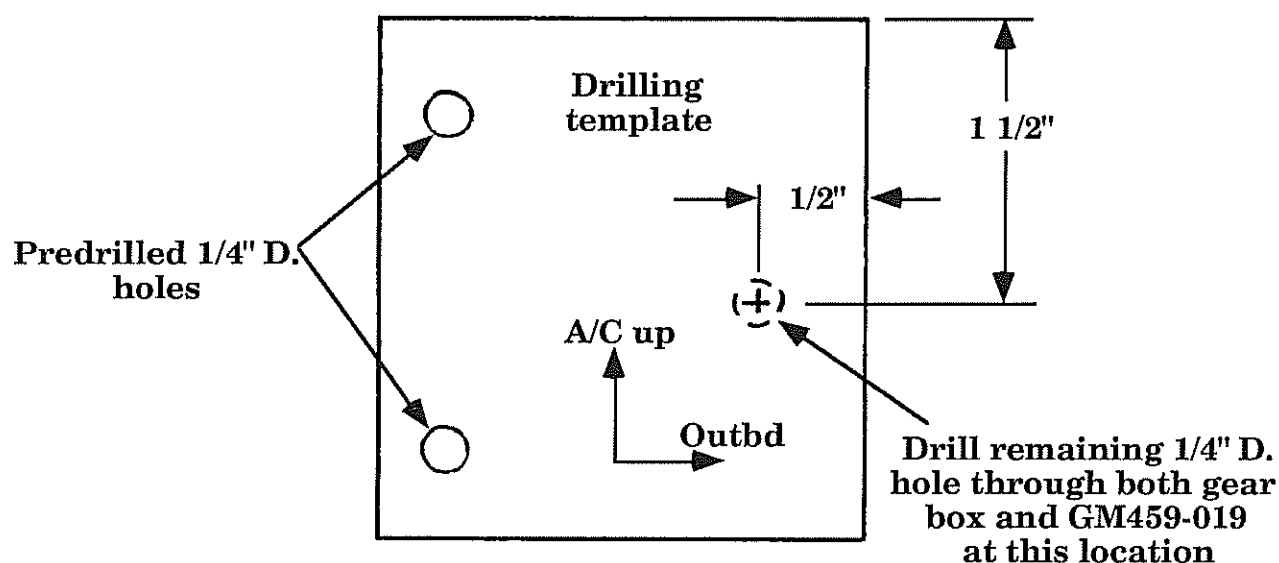 Drilling
template
1 1/2"
1/2"
Predrilled 1/4" D.
holes
A/C up
Outbd
Drill remaining 1/4" D.
hole through both gear
box and GM459-019
at this location